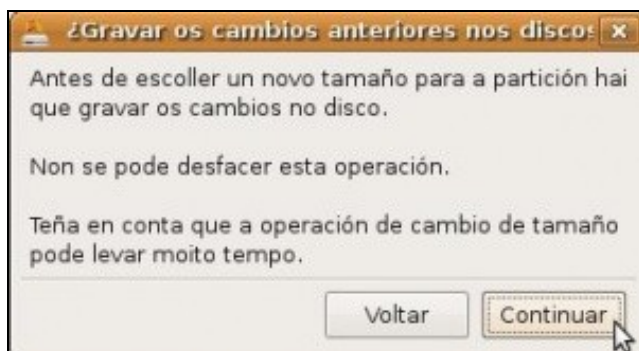 ¿Gravar os cambios anteriores nos discos
Antes de escoller un novo tamaño para a partición hai
que gravar os cambios no disco.
Non se pode desfacer esta operación.
Teña en conta que a operación de cambio de tamaño
pode levar moito tempo.
Voltar
Continuar